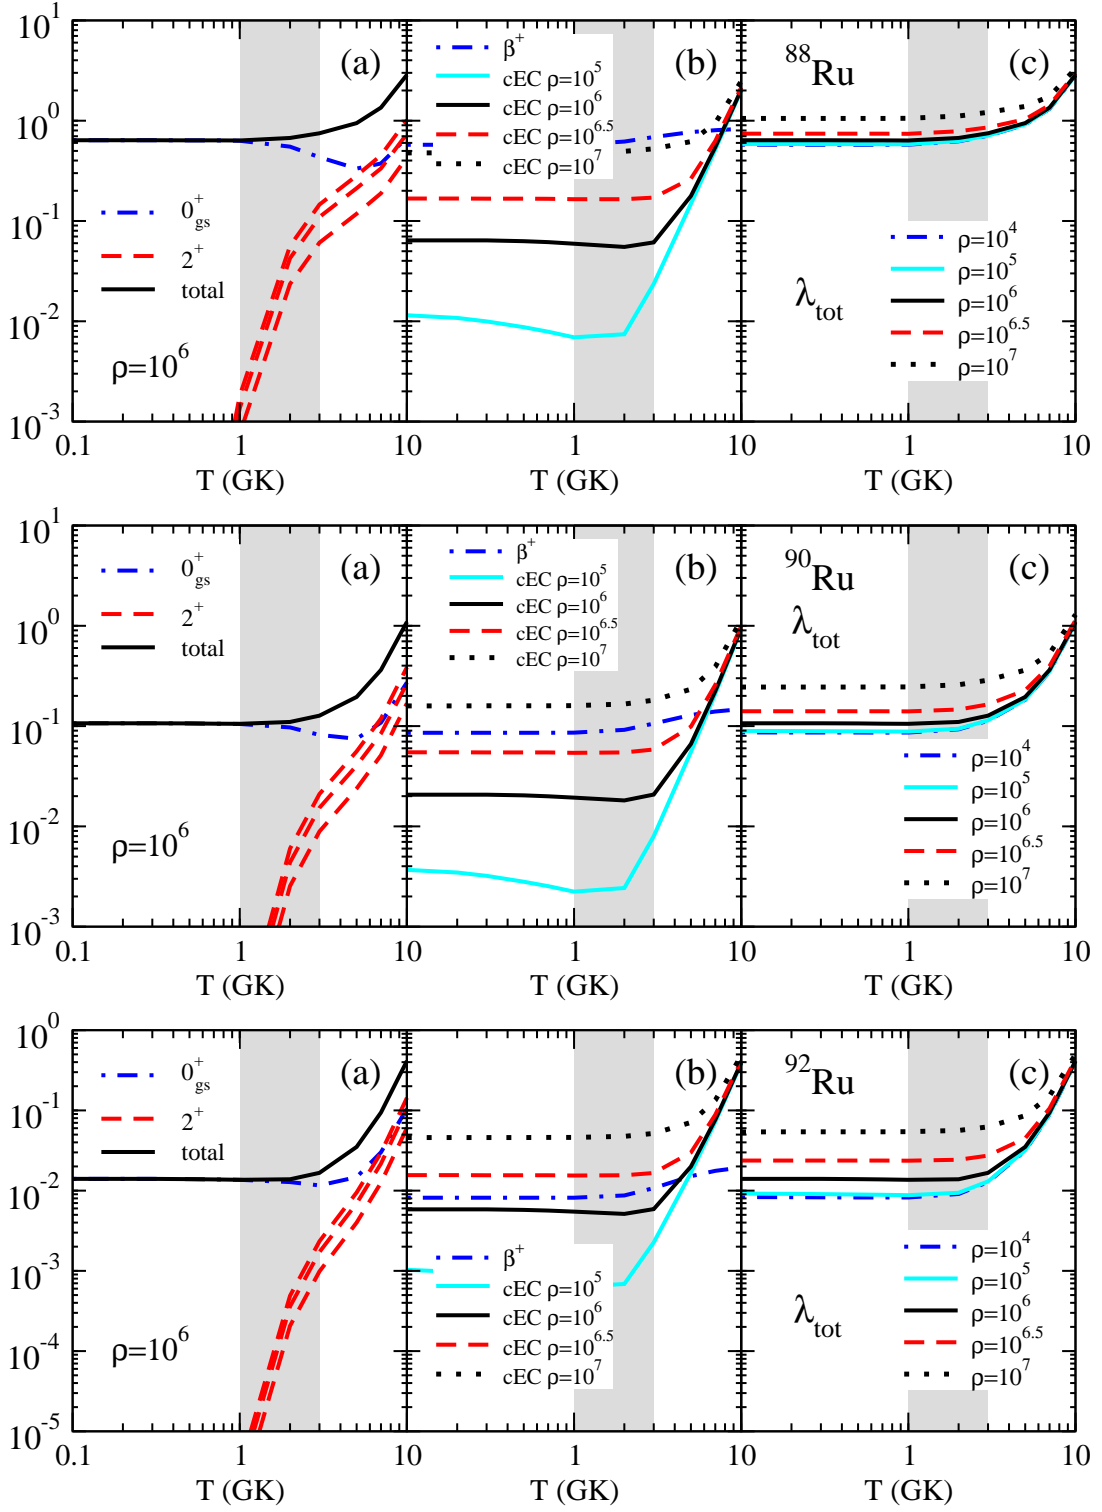 10^1
10^0
10^-1
10^-2
10^-3
(a)
0^+_gs
2^+
total
ρ=10^6
0.1 1 10
T (GK)
(b)
β^+
cEC ρ=10^5
cEC ρ=10^6
cEC ρ=10^6.5
cEC ρ=10^7
1 10
T (GK)
^88Ru
(c)
λ_tot
ρ=10^4
ρ=10^5
ρ=10^6
ρ=10^6.5
ρ=10^7
1 10
T (GK)
10^1
10^0
10^-1
10^-2
10^-3
(a)
0^+_gs
2^+
total
ρ=10^6
0.1 1 10
T (GK)
(b)
β^+
cEC ρ=10^5
cEC ρ=10^6
cEC ρ=10^6.5
cEC ρ=10^7
1 10
T (GK)
^90Ru
(c)
λ_tot
ρ=10^4
ρ=10^5
ρ=10^6
ρ=10^6.5
ρ=10^7
1 10
T (GK)
10^0
10^-1
10^-2
10^-3
10^-4
10^-5
(a)
0^+_gs
2^+
total
ρ=10^6
0.1 1 10
T (GK)
(b)
β^+
cEC ρ=10^5
cEC ρ=10^6
cEC ρ=10^6.5
cEC ρ=10^7
1 10
T (GK)
^92Ru
(c)
λ_tot
ρ=10^4
ρ=10^5
ρ=10^6
ρ=10^6.5
ρ=10^7
1 10
T (GK)